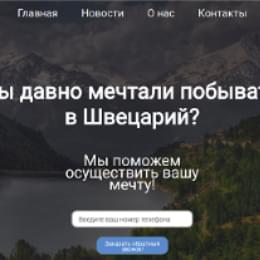 Главная Новости О нас Контакты
ы давно мечтали побыват
в Швецарий?
Мы поможем
осуществить вашу
мечту!
Введите ваш номер телефона
Заказать обратный
звонок!